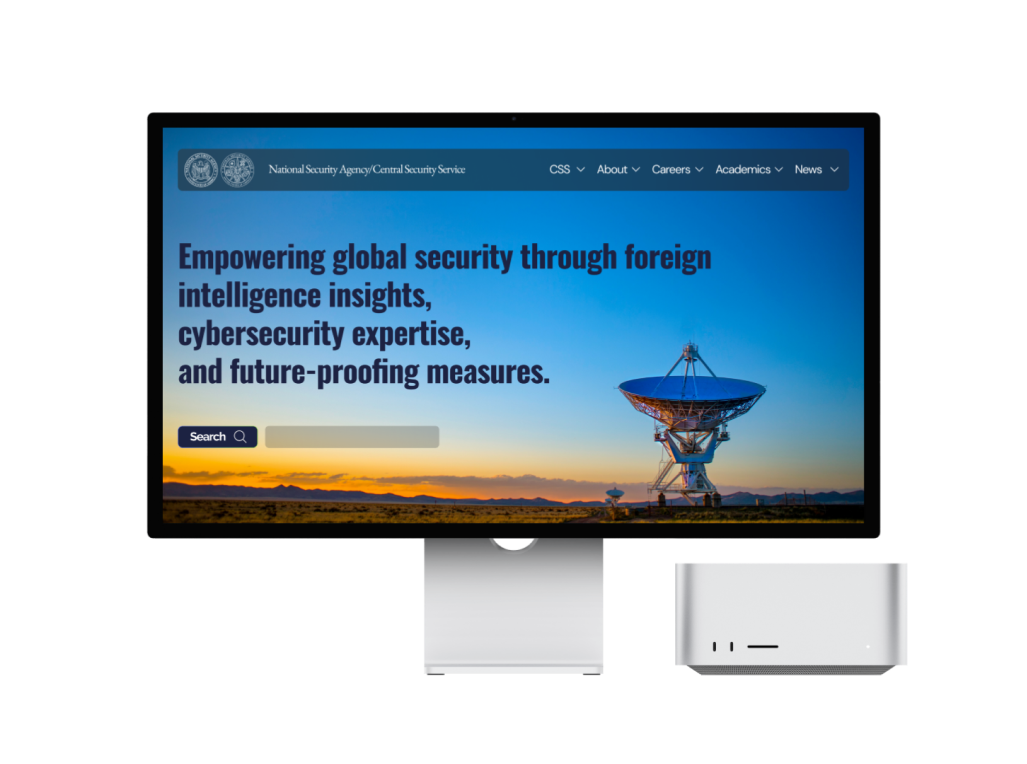 National Security Agency/Central Security Service
CSS
About
Careers
Academics
News
Empowering global security through foreign
intelligence insights,
cybersecurity expertise,
and future-proofing measures.
Search